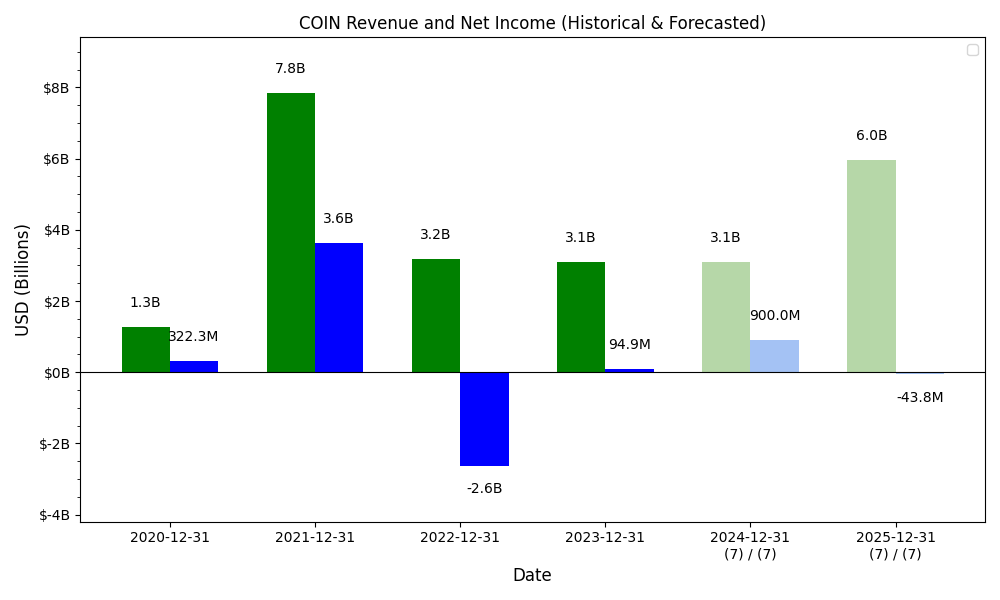 COIN Revenue and Net Income (Historical & Forecasted)
7.8B
$8B
6.0B
$6B
3.6B
$4B
3.2B
3.1B
3.1B
USD (Billions)
$2B
1.3B
322.3M
94.9M
900.0M
$0B
-43.8M
$-2B
-2.6B
$-4B
2020-12-31
2021-12-31
2022-12-31
2023-12-31
2024-12-31
(7) / (7)
2025-12-31
(7) / (7)
Date